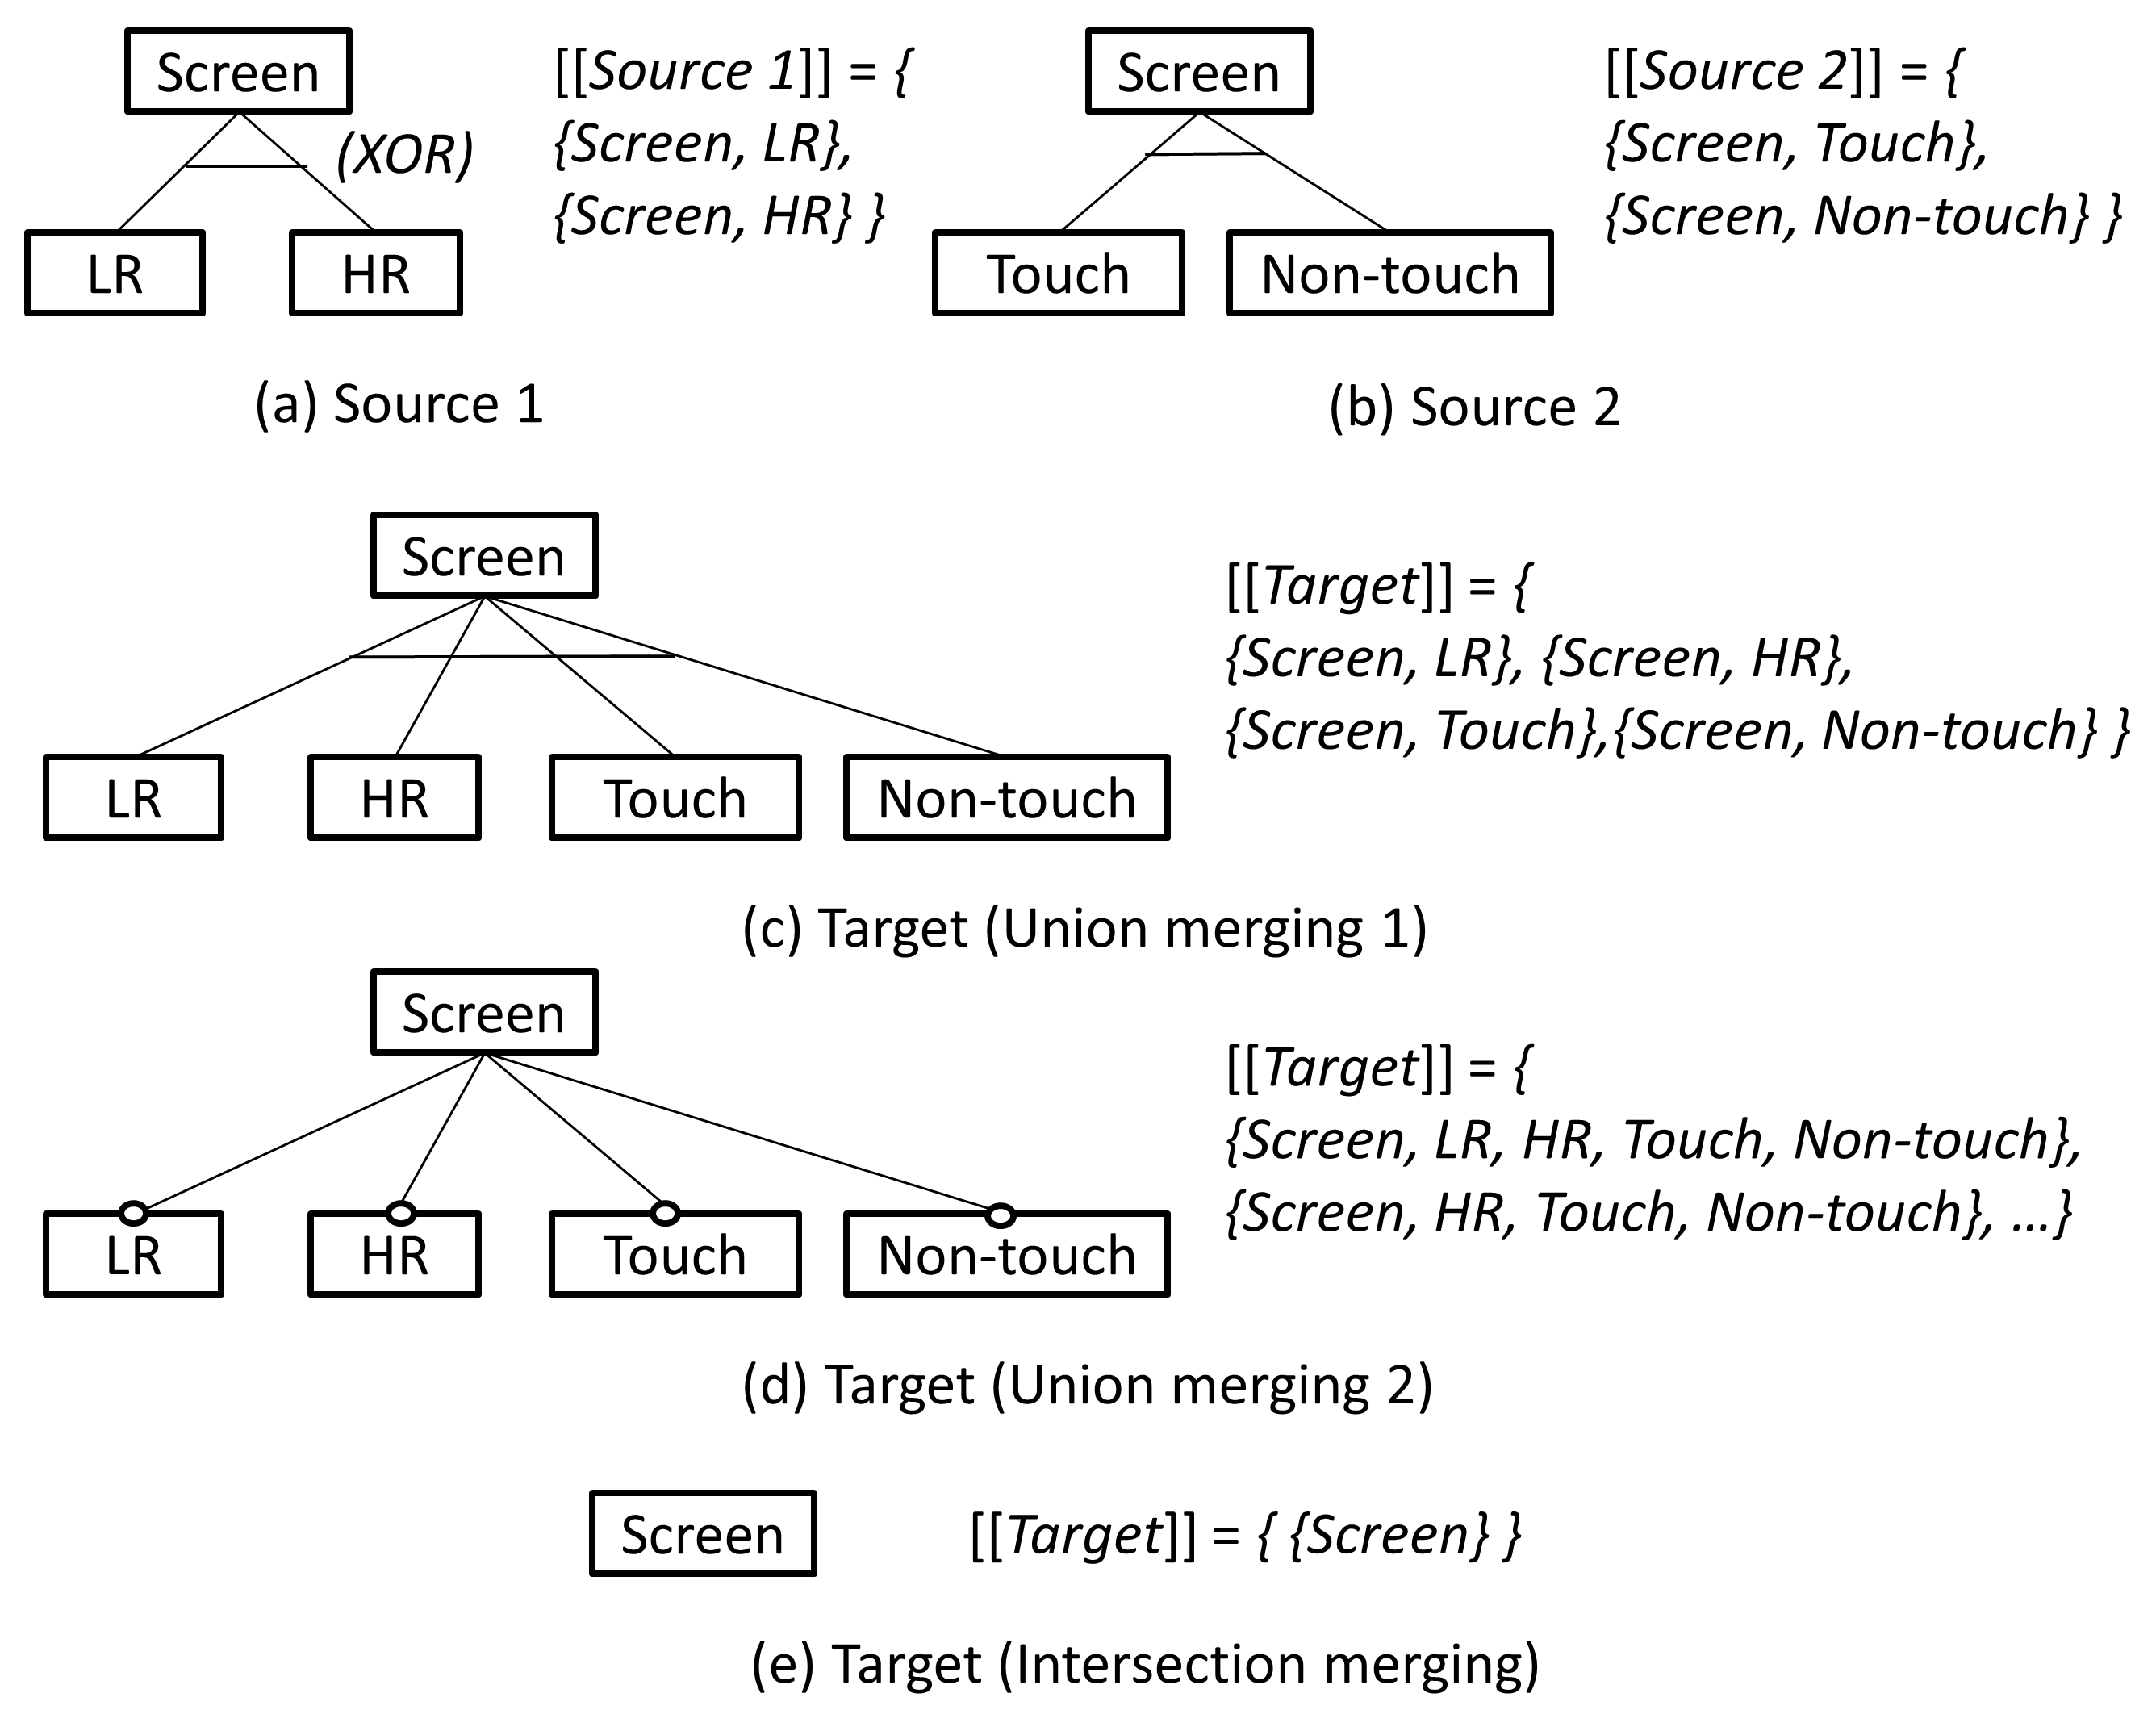 Screen
(XOR)
LR
HR
[[Source 1]] = {
{Screen, LR},
{Screen, HR} }
(a) Source 1
Screen
Touch
Non-touch
[[Source 2]] = {
{Screen, Touch},
{Screen, Non-touch} }
(b) Source 2
Screen
LR
HR
Touch
Non-touch
[[Target]] = {
{Screen, LR}, {Screen, HR},
{Screen, Touch},{Screen, Non-touch} }
(c) Target (Union merging 1)
Screen
LR
HR
Touch
Non-touch
[[Target]] = {
{Screen, LR, HR, Touch, Non-touch},
{Screen, HR, Touch, Non-touch}, ...}
(d) Target (Union merging 2)
Screen
[[Target]] = { {Screen} }
(e) Target (Intersection merging)